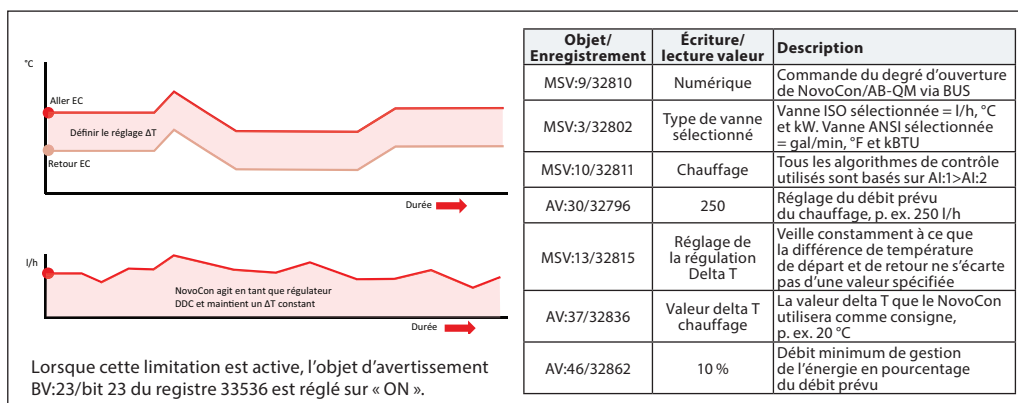 °C
Aller EC
Définir le réglage ΔT
Retour EC
Durée
l/h
NovoCon agit en tant que régulateur
DDC et maintient un ΔT constant
Durée
Lorsque cette limitation est active, l'objet d'avertissement
BV:23/bit 23 du registre 33536 est réglé sur « ON ».
Objet/
Enregistrement
Écriture/
lecture valeur
Description
MSV:9/32810
Numérique
Commande du degré d'ouverture
de NovoCon/AB-QM via BUS
MSV:3/32802
Type de vanne
sélectionné
Vanne ISO sélectionnée = l/h, °C
et kW. Vanne ANSI sélectionnée
= gal/min, °F et kBTU
MSV:10/32811
Chauffage
Tous les algorithmes de contrôle
utilisés sont basés sur AI:1>AI:2
AV:30/32796
250
Réglage du débit prévu
du chauffage, p. ex. 250 l/h
MSV:13/32815
Réglage de
la régulation
Delta T
Veille constamment à ce que
la différence de température
de départ et de retour ne s'écarte
pas d'une valeur spécifiée
AV:37/32836
Valeur delta T
chauffage
La valeur delta T que le NovoCon
utilisera comme consigne,
p. ex. 20 °C
AV:46/32862
10 %
Débit minimum de gestion
de l'énergie en pourcentage
du débit prévu